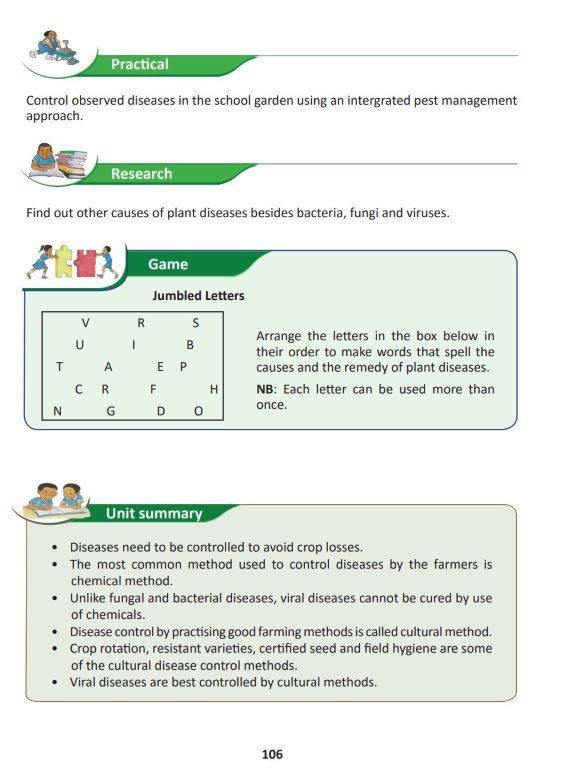 Practical
Control observed diseases in the school garden using an intergrated pest management
approach.
Research
Find out other causes of plant diseases besides bacteria, fungi and viruses.
Game
Jumbled Letters
V R S
U I B
T A E P
C R F H
N G D O
Arrange the letters in the box below in
their order to make words that spell the
causes and the remedy of plant diseases.
NB: Each letter can be used more than
once.
Unit summary
• Diseases need to be controlled to avoid crop losses.
• The most common method used to control diseases by the farmers is
chemical method.
• Unlike fungal and bacterial diseases, viral diseases cannot be cured by use
of chemicals.
• Disease control by practising good farming methods is called cultural method.
• Crop rotation, resistant varieties, certified seed and field hygiene are some
of the cultural disease control methods.
• Viral diseases are best controlled by cultural methods.
106